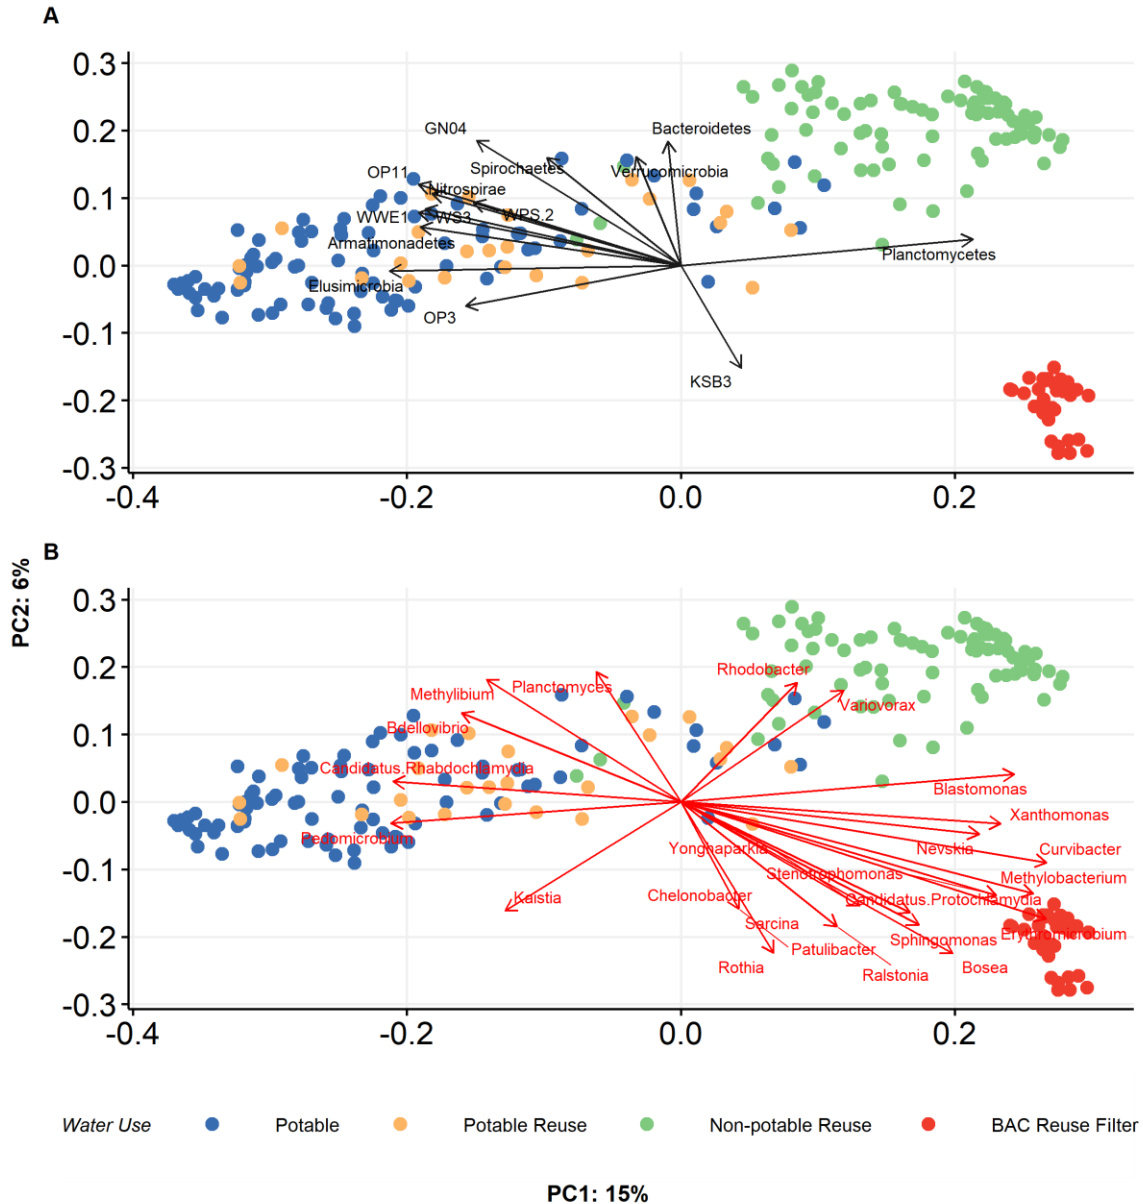 A
0.3
0.2
0.1
0.0
-0.1
-0.2
-0.3
GN04
Bacteroidetes
Spirochaetes
Verrucomicrobia
OP11
Nitrospirae
WWE1
WS3
WPS.2
Armatimonadetes
Planctomycetes
Elusimicrobia
OP3
KSB3
-0.4
-0.2
0.0
0.2
B
PC2: 6%
0.3
0.2
0.1
0.0
-0.1
-0.2
-0.3
Rhodobacter
Planctomyces
Methylibium
Variovorax
Bdellovibrio
Candidatus.Rhabdochlamydia
Blastomonas
Xanthomonas
Pedomicrobium
Yonghaparkia
Nevskia
Curvibacter
Stenotrophomonas
Methylobacterium
Kaistia
Chelonobacter
Candidatus.Protochlamydia
Sarcina
Sphingomonas
Erythromicrobium
Patulibacter
Rothia
Ralstonia
Bosea
-0.4
-0.2
0.0
0.2
Water Use
Potable
Potable Reuse
Non-potable Reuse
BAC Reuse Filter
PC1: 15%